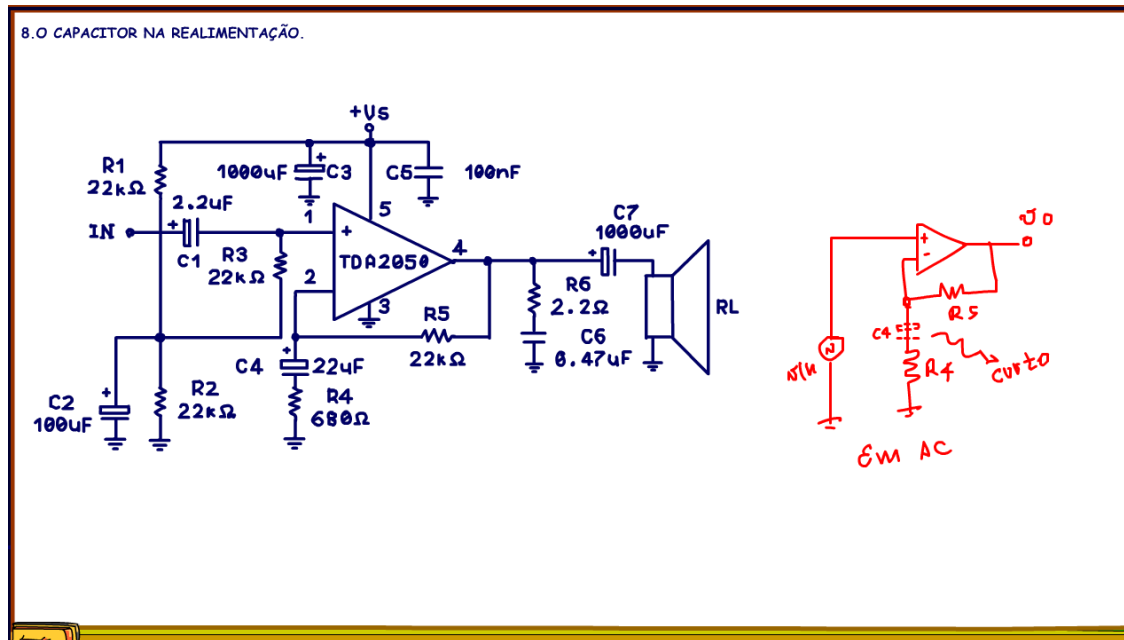 8.O CAPACITOR NA REALIMENTAÇÃO.
+Vs
R1
22kΩ
1000uF
C3
C5
100nF
2.2uF
IN
C1
R3
22kΩ
1
+
5
TDA2050
2
3
4
C7
1000uF
R6
2.2Ω
RL
R5
22kΩ
C6
0.47uF
C4
22uF
R4
680Ω
C2
100uF
R2
22kΩ
vo
+
-
R5
C4
R4
curto
vin
Em AC